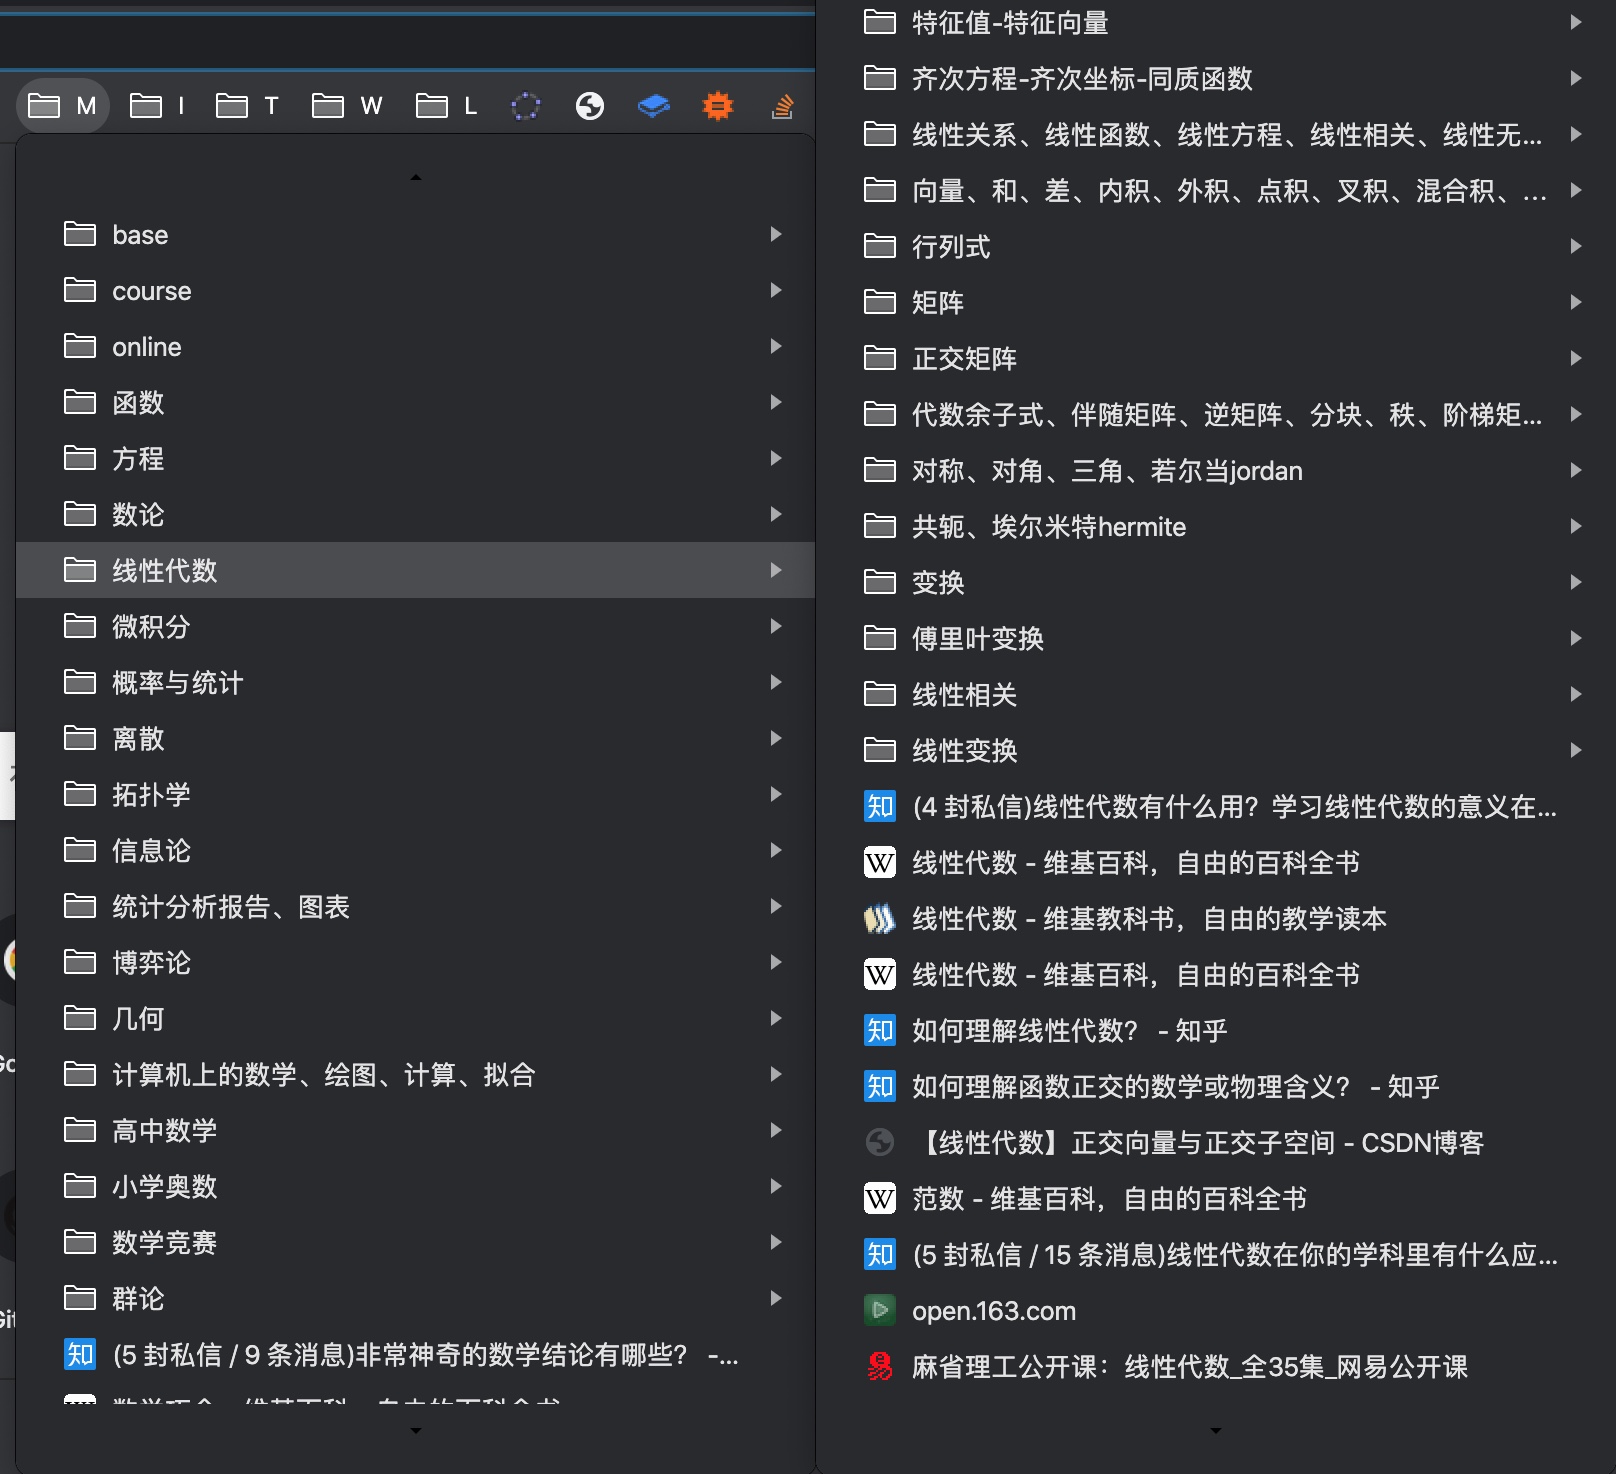 M
I
T
W
L
base
course
online
函数
方程
数论
线性代数
微积分
概率与统计
离散
拓扑学
信息论
统计分析报告、图表
博弈论
几何
计算机上的数学、绘图、计算、拟合
高中数学
小学奥数
数学竞赛
群论
知 (5 封私信 / 9 条消息)非常神奇的数学结论有哪些？ -...
特征值-特征向量
齐次方程-齐次坐标-同质函数
线性关系、线性函数、线性方程、线性相关、线性无...
向量、和、差、内积、外积、点积、叉积、混合积、...
行列式
矩阵
正交矩阵
代数余子式、伴随矩阵、逆矩阵、分块、秩、阶梯矩...
对称、对角、三角、若尔当jordan
共轭、埃尔米特hermite
变换
傅里叶变换
线性相关
线性变换
知 (4 封私信)线性代数有什么用？学习线性代数的意义在...
W 线性代数 - 维基百科，自由的百科全书
线性代数 - 维基教科书，自由的教学读本
W 线性代数 - 维基百科，自由的百科全书
知 如何理解线性代数？ - 知乎
知 如何理解函数正交的数学或物理含义？ - 知乎
【线性代数】正交向量与正交子空间 - CSDN博客
W 范数 - 维基百科，自由的百科全书
知 (5 封私信 / 15 条消息)线性代数在你的学科里有什么应...
open.163.com
麻省理工公开课：线性代数_全35集_网易公开课